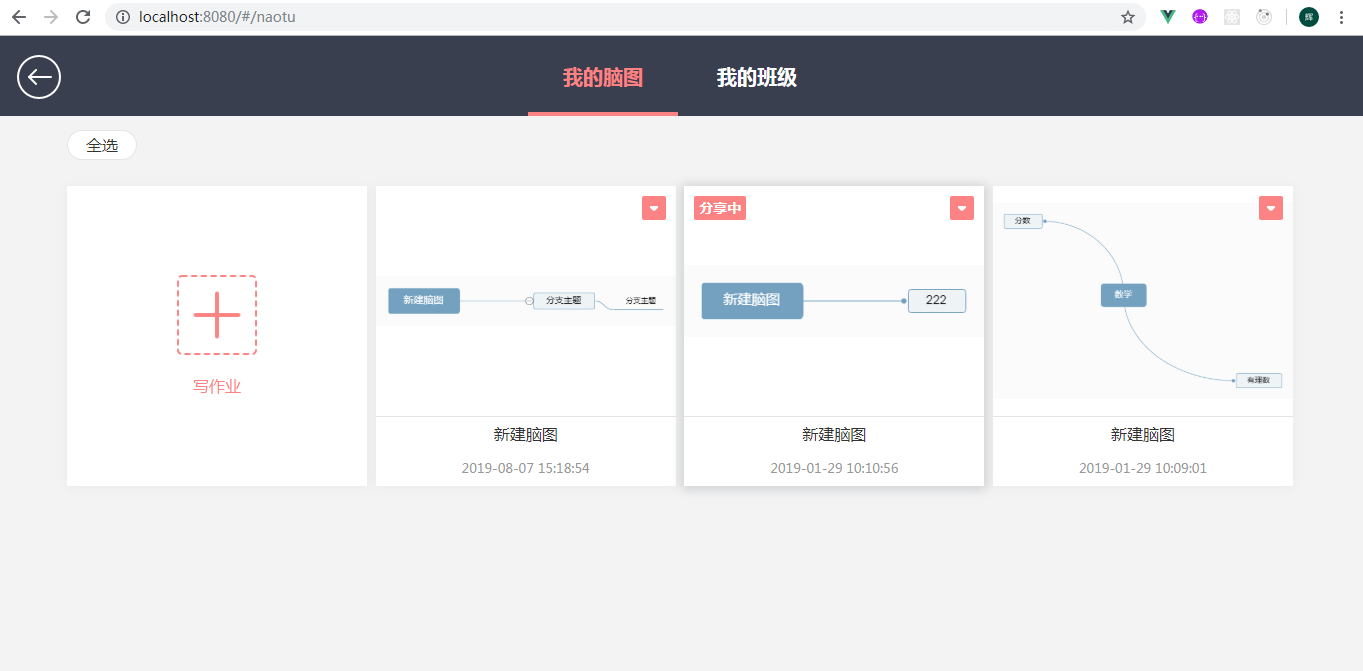 localhost:8080/#/naotu
辉
我的脑图
我的班级
全选
写作业
新建脑图
分支主题
分支主题
新建脑图
2019-08-07 15:18:54
分享中
新建脑图
222
新建脑图
2019-01-29 10:10:56
分数
数学
有理数
新建脑图
2019-01-29 10:09:01